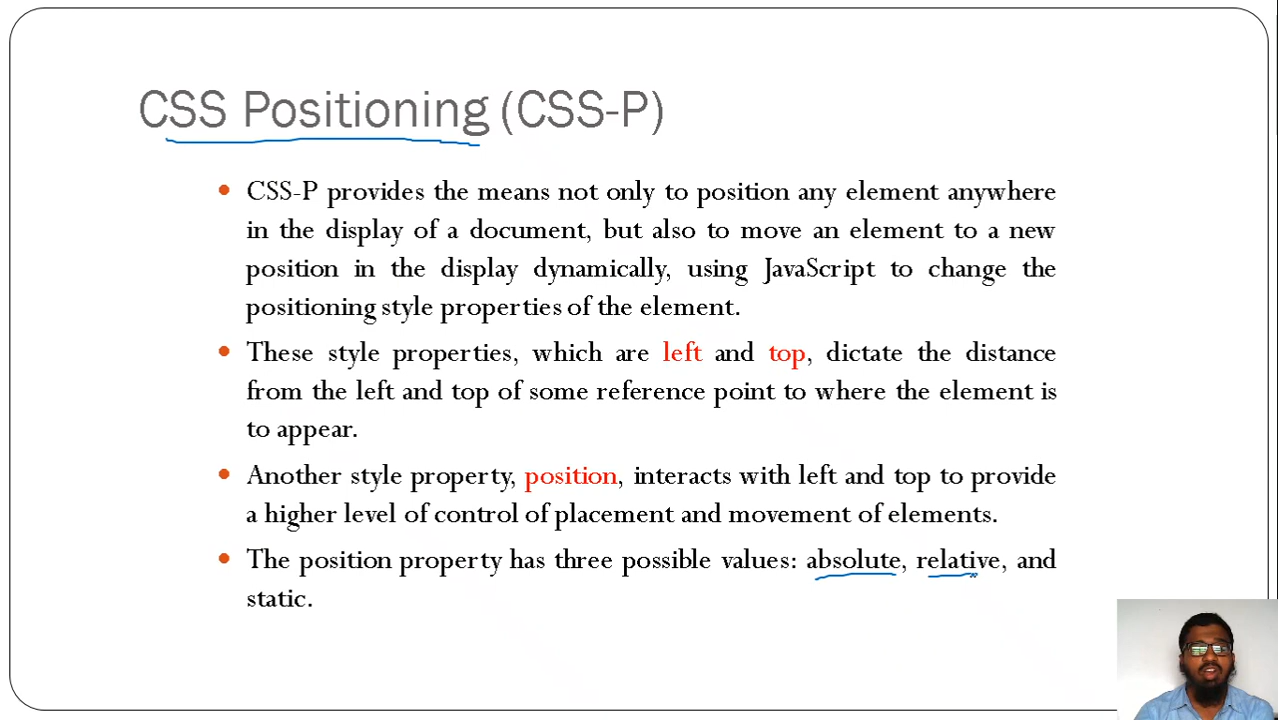 CSS Positioning (CSS-P)
• CSS-P provides the means not only to position any element anywhere
in the display of a document, but also to move an element to a new
position in the display dynamically, using JavaScript to change the
positioning style properties of the element.
• These style properties, which are left and top, dictate the distance
from the left and top of some reference point to where the element is
to appear.
• Another style property, position, interacts with left and top to provide
a higher level of control of placement and movement of elements.
• The position property has three possible values: absolute, relative, and
static.